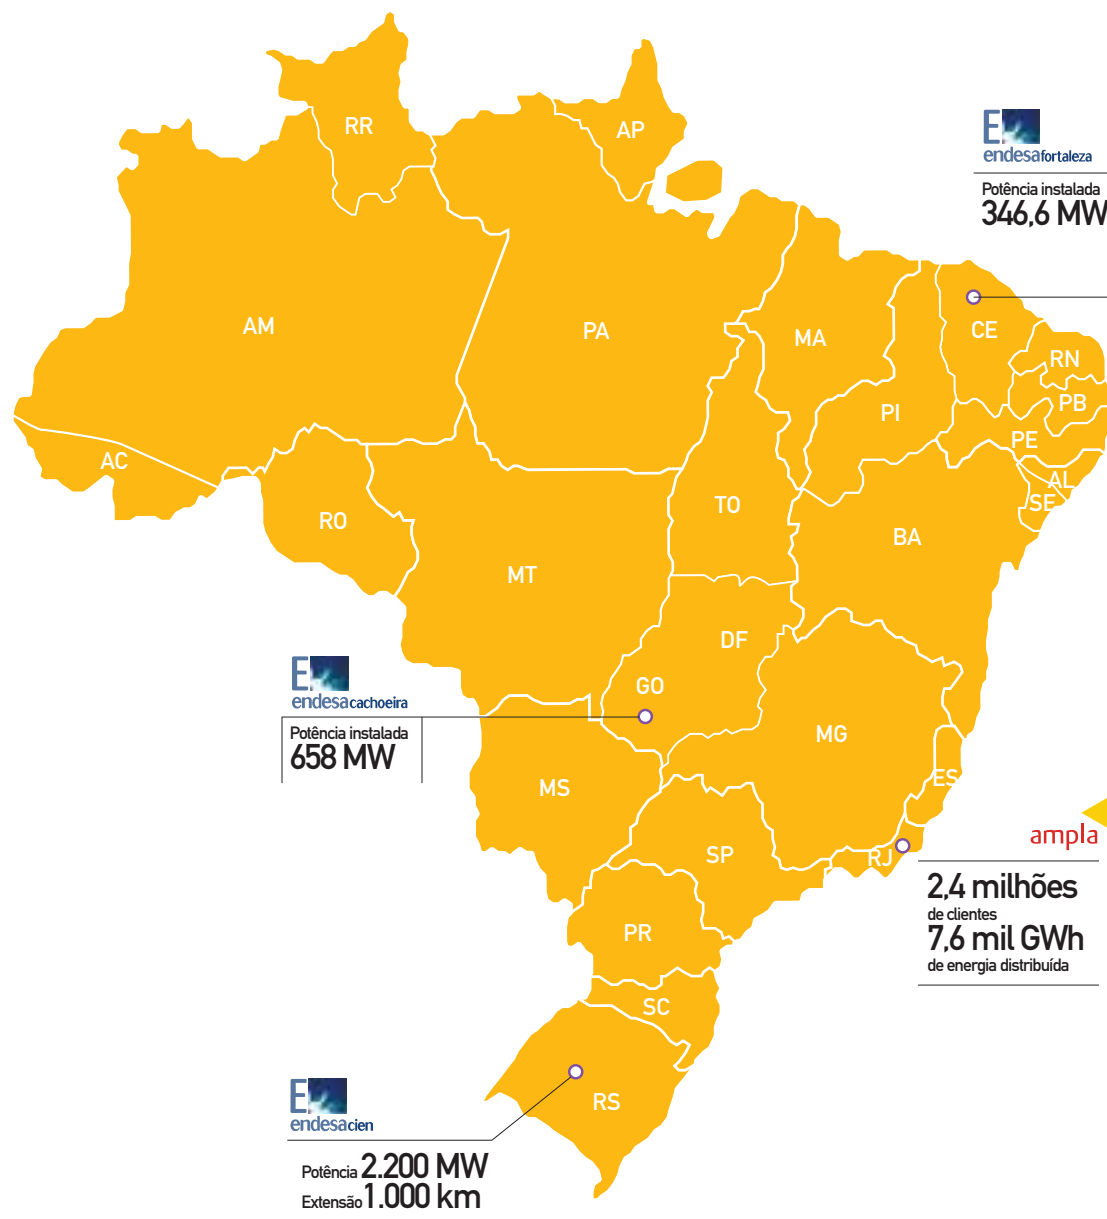 RR
AP
E
endesafortaleza
Potência instalada
346,6 MW
AM
PA
MA
CE
RN
PB
PI
PE
AC
AL
SE
TO
RO
BA
MT
DF
E
endesacachoeira
Potência instalada
658 MW
GO
MG
MS
ES
ampla
SP
RJ
2,4 milhões
de clientes
7,6 mil GWh
de energia distribuída
PR
SC
E
endesacien
RS
Potência 2.200 MW
Extensão 1.000 km